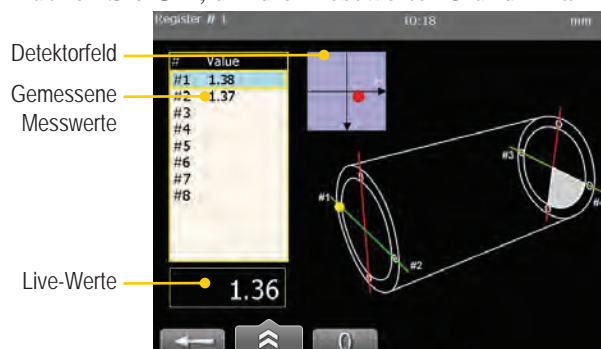 Register # 1 10:18 mm
Detektorfeld
# Value
#1 1.38
Gemessene
Messwerte
#2 1.37
#3
#4
#5
#6
#7
#8
#1
#2
#3
Live-Werte
1.36
0